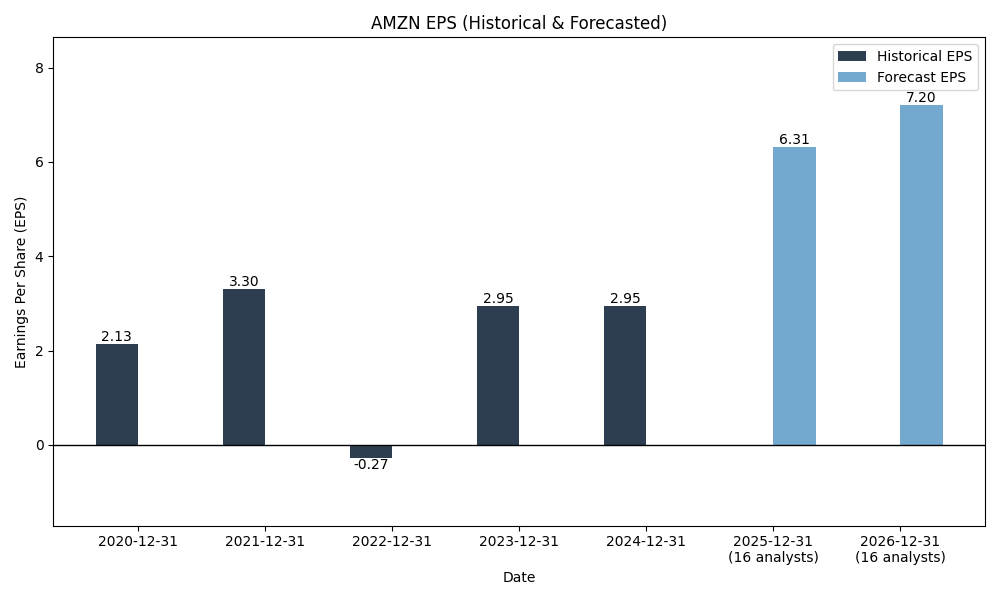 AMZN EPS (Historical & Forecasted)
Historical EPS
Forecast EPS
Earnings Per Share (EPS)
8
6
4
2
0
2.13
3.30
-0.27
2.95
2.95
6.31
7.20
2020-12-31
2021-12-31
2022-12-31
2023-12-31
2024-12-31
2025-12-31
(16 analysts)
2026-12-31
(16 analysts)
Date